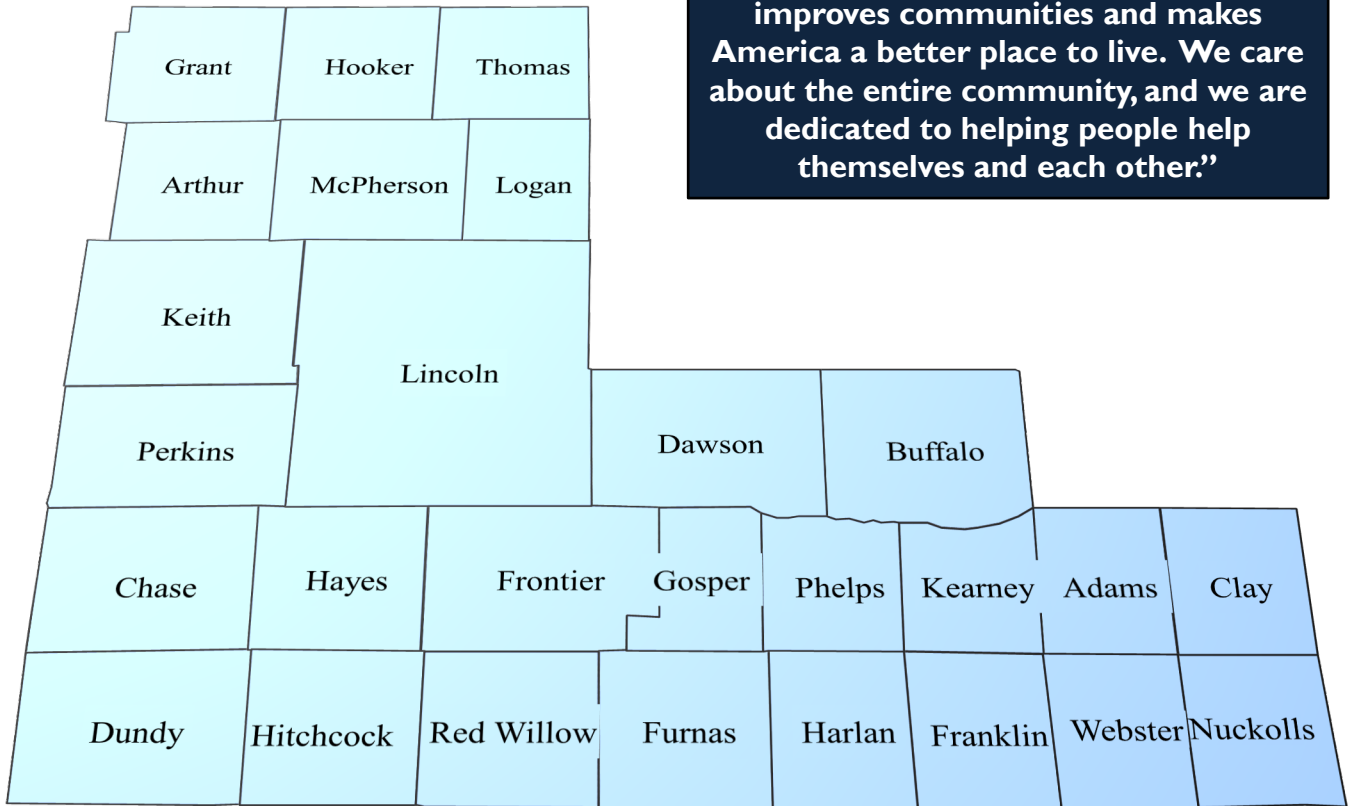 improves communities and makes
America a better place to live. We care
about the entire community, and we are
dedicated to helping people help
themselves and each other.”
Grant Hooker Thomas
Arthur McPherson Logan
Keith
Lincoln
Perkins
Dawson Buffalo
Chase Hayes Frontier Gosper Phelps Kearney Adams Clay
Dundy Hitchcock Red Willow Furnas Harlan Franklin Webster Nuckolls